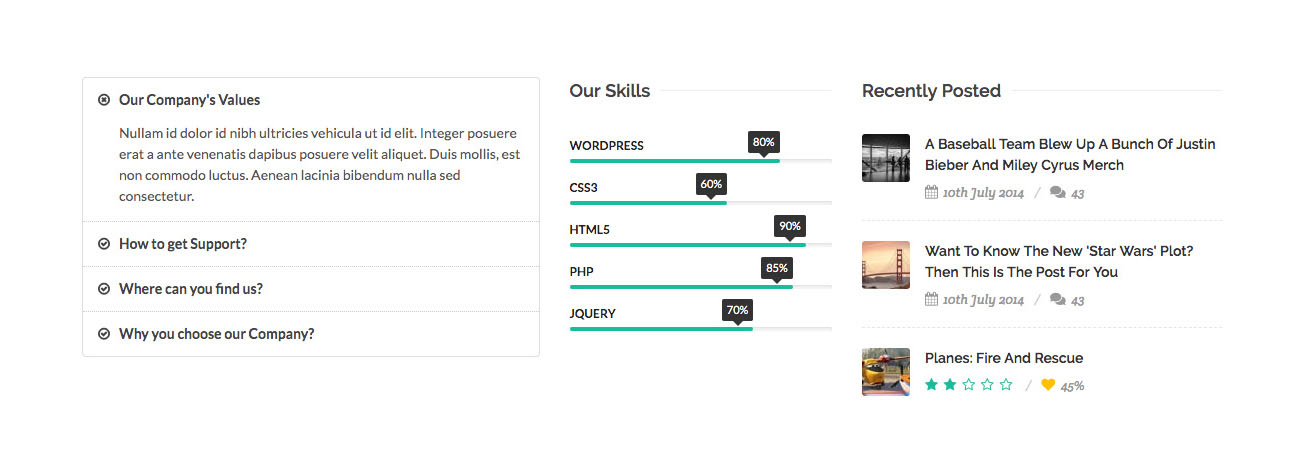 Our Company's Values
Nullam id dolor id nibh ultricies vehicula ut id elit. Integer posuere
erat a ante venenatis dapibus posuere velit aliquet. Duis mollis, est
non commodo luctus. Aenean lacinia bibendum nulla sed
consectetur.
How to get Support?
Where can you find us?
Why you choose our Company?
Our Skills
WORDPRESS 80%
CSS3 60%
HTML5 90%
PHP 85%
JQUERY 70%
Recently Posted
A Baseball Team Blew Up A Bunch Of Justin
Bieber And Miley Cyrus Merch
10th July 2014 / 43
Want To Know The New 'Star Wars' Plot?
Then This Is The Post For You
10th July 2014 / 43
Planes: Fire And Rescue
/ 45%